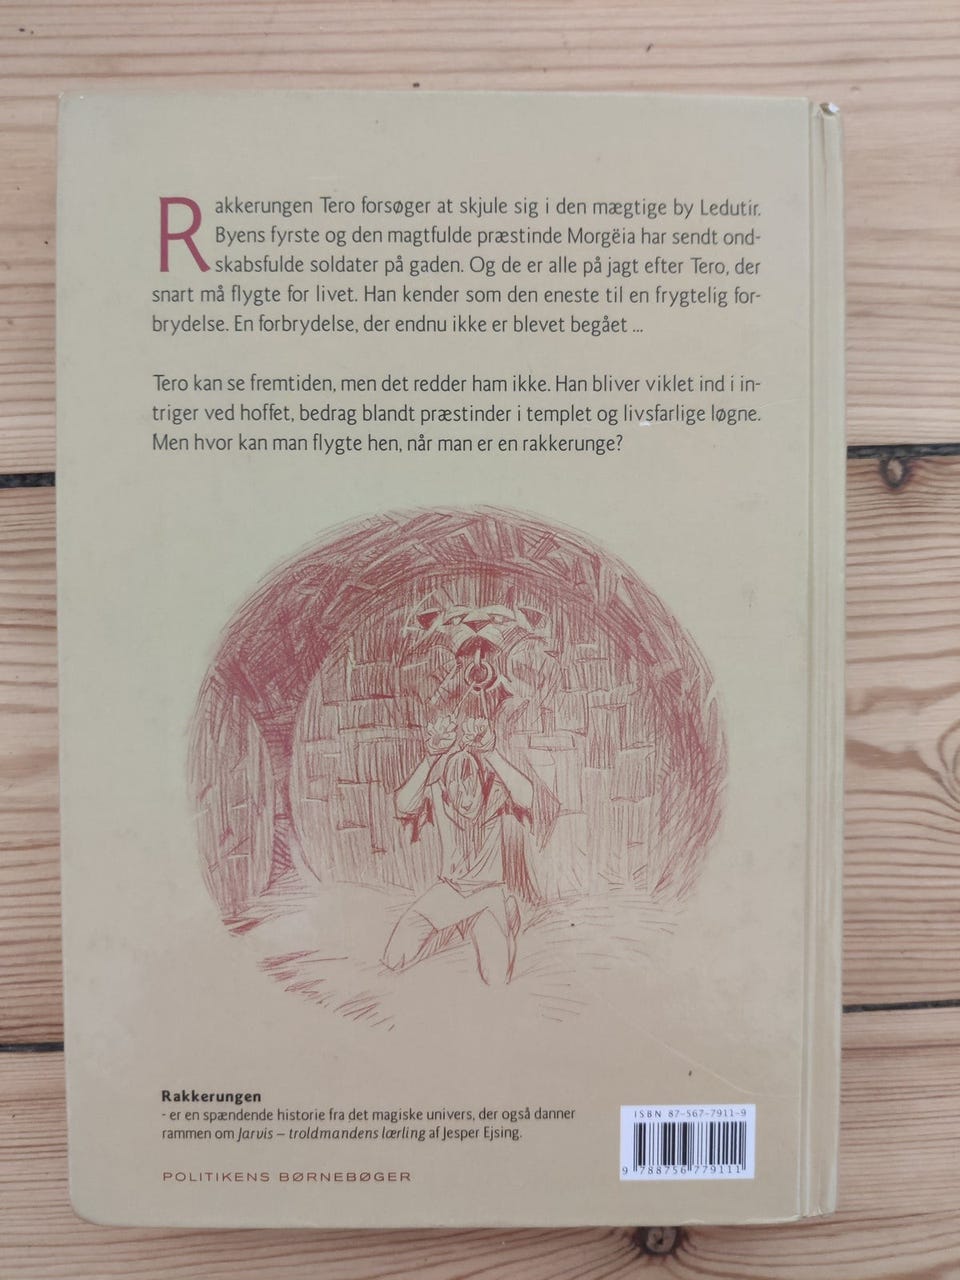 Rakkerungen Tero forsøger at skjule sig i den mægtige by Ledutir.
Byens fyrste og den magtfulde præstinde Morgëia har sendt ond-
skabsfulde soldater på gaden. Og de er alle på jagt efter Tero, der
snart må flygte for livet. Han kender som den eneste til en frygtelig for-
brydelse. En forbrydelse, der endnu ikke er blevet begået ...
Tero kan se fremtiden, men det redder ham ikke. Han bliver viklet ind i in-
triger ved hoffet, bedrag blandt præstinder i templet og livsfarlige løgne.
Men hvor kan man flygte hen, når man er en rakkerunge?
Rakkerungen
- er en spændende historie fra det magiske univers, der også danner
rammen om Jarvis – troldmandens lærling af Jesper Ejsing.
POLITIKENS BØRNEBØGER
ISBN 87-567-7911-9
9 788756 779111